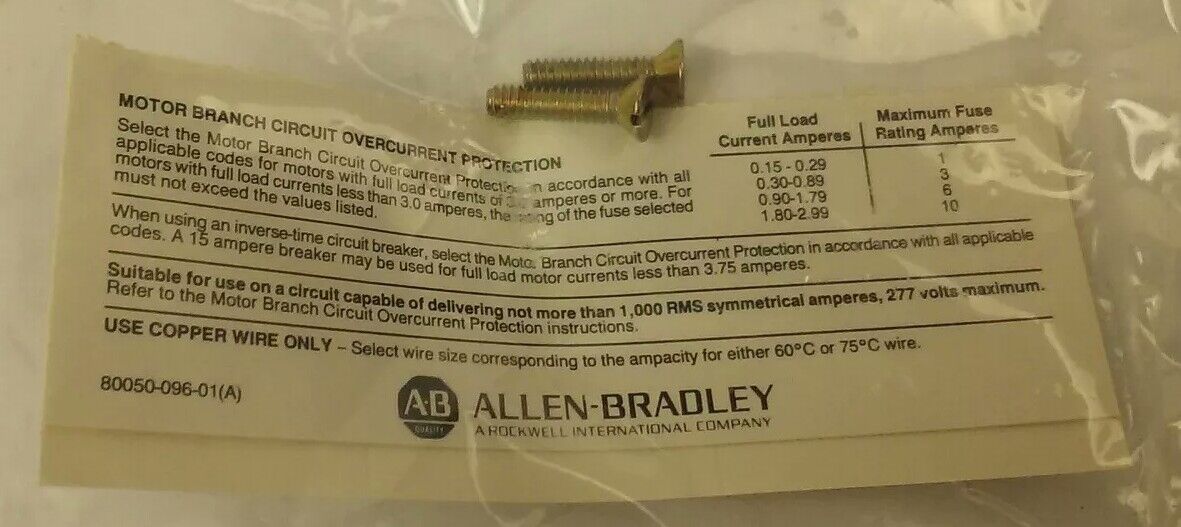 MOTOR BRANCH CIRCUIT OVERCURRENT PROTECTION
Select the Motor Branch Circuit Overcurrent Protectio in accordance with all
applicable codes for motors with full load currents of amperes or more. For
motors with full load currents less than 3.0 amperes, the of the fuse selected
must not exceed the values listed.
Full Load Maximum Fuse
Current Amperes Rating Amperes
0.15 - 0.29 1
0.30-0.89 3
0.90-1.79 6
1.80-2.99 10
When using an inverse-time circuit breaker, select the Moto Branch Circuit Overcurrent Protection in accordance with all applicable
codes. A 15 ampere breaker may be used for full load motor currents less than 3.75 amperes.
Suitable for use on a circuit capable of delivering not more than 1,000 RMS symmetrical amperes, 277 volts maximum.
Refer to the Motor Branch Circuit Overcurrent Protection instructions.
USE COPPER WIRE ONLY – Select wire size corresponding to the ampacity for either 60°C or 75°C wire.
80050-096-01(A)
A-B
QUALITY
ALLEN-BRADLEY
A ROCKWELL INTERNATIONAL COMPANY